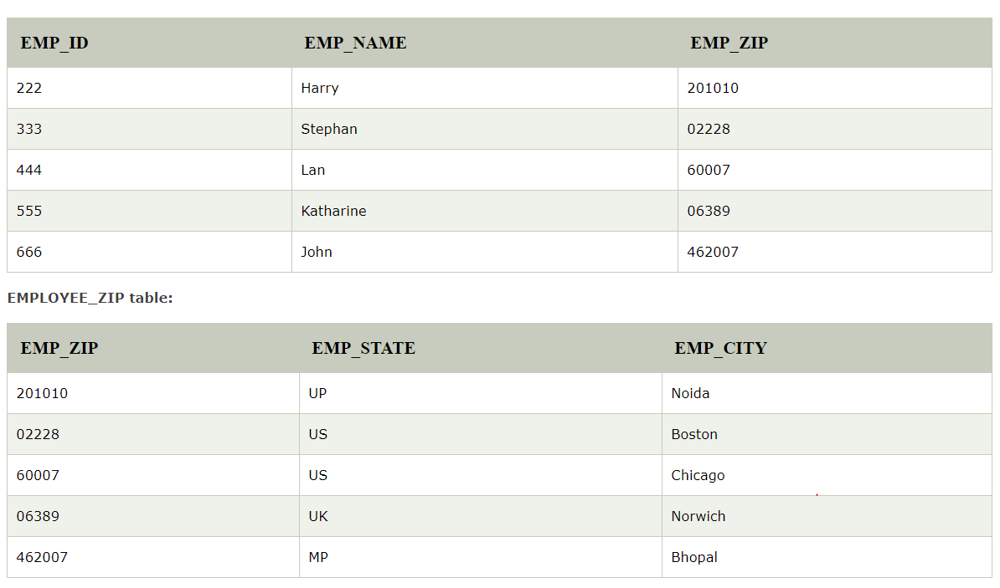 EMP_ID EMP_NAME EMP_ZIP
222 Harry 201010
333 Stephan 02228
444 Lan 60007
555 Katharine 06389
666 John 462007
EMPLOYEE_ZIP table:
EMP_ZIP EMP_STATE EMP_CITY
201010 UP Noida
02228 US Boston
60007 US Chicago
06389 UK Norwich
462007 MP Bhopal